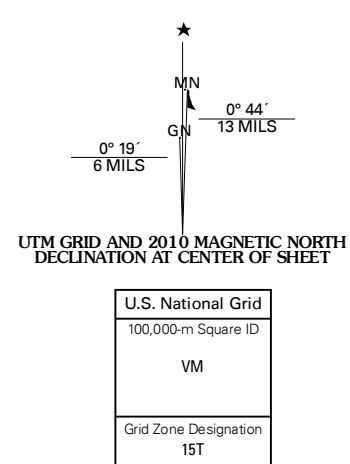 MN
0° 44´
13 MILS
GN
0° 19´
6 MILS
UTM GRID AND 2010 MAGNETIC NORTH
DECLINATION AT CENTER OF SHEET
U.S. National Grid
100,000-m Square ID
VM
Grid Zone Designation
15T